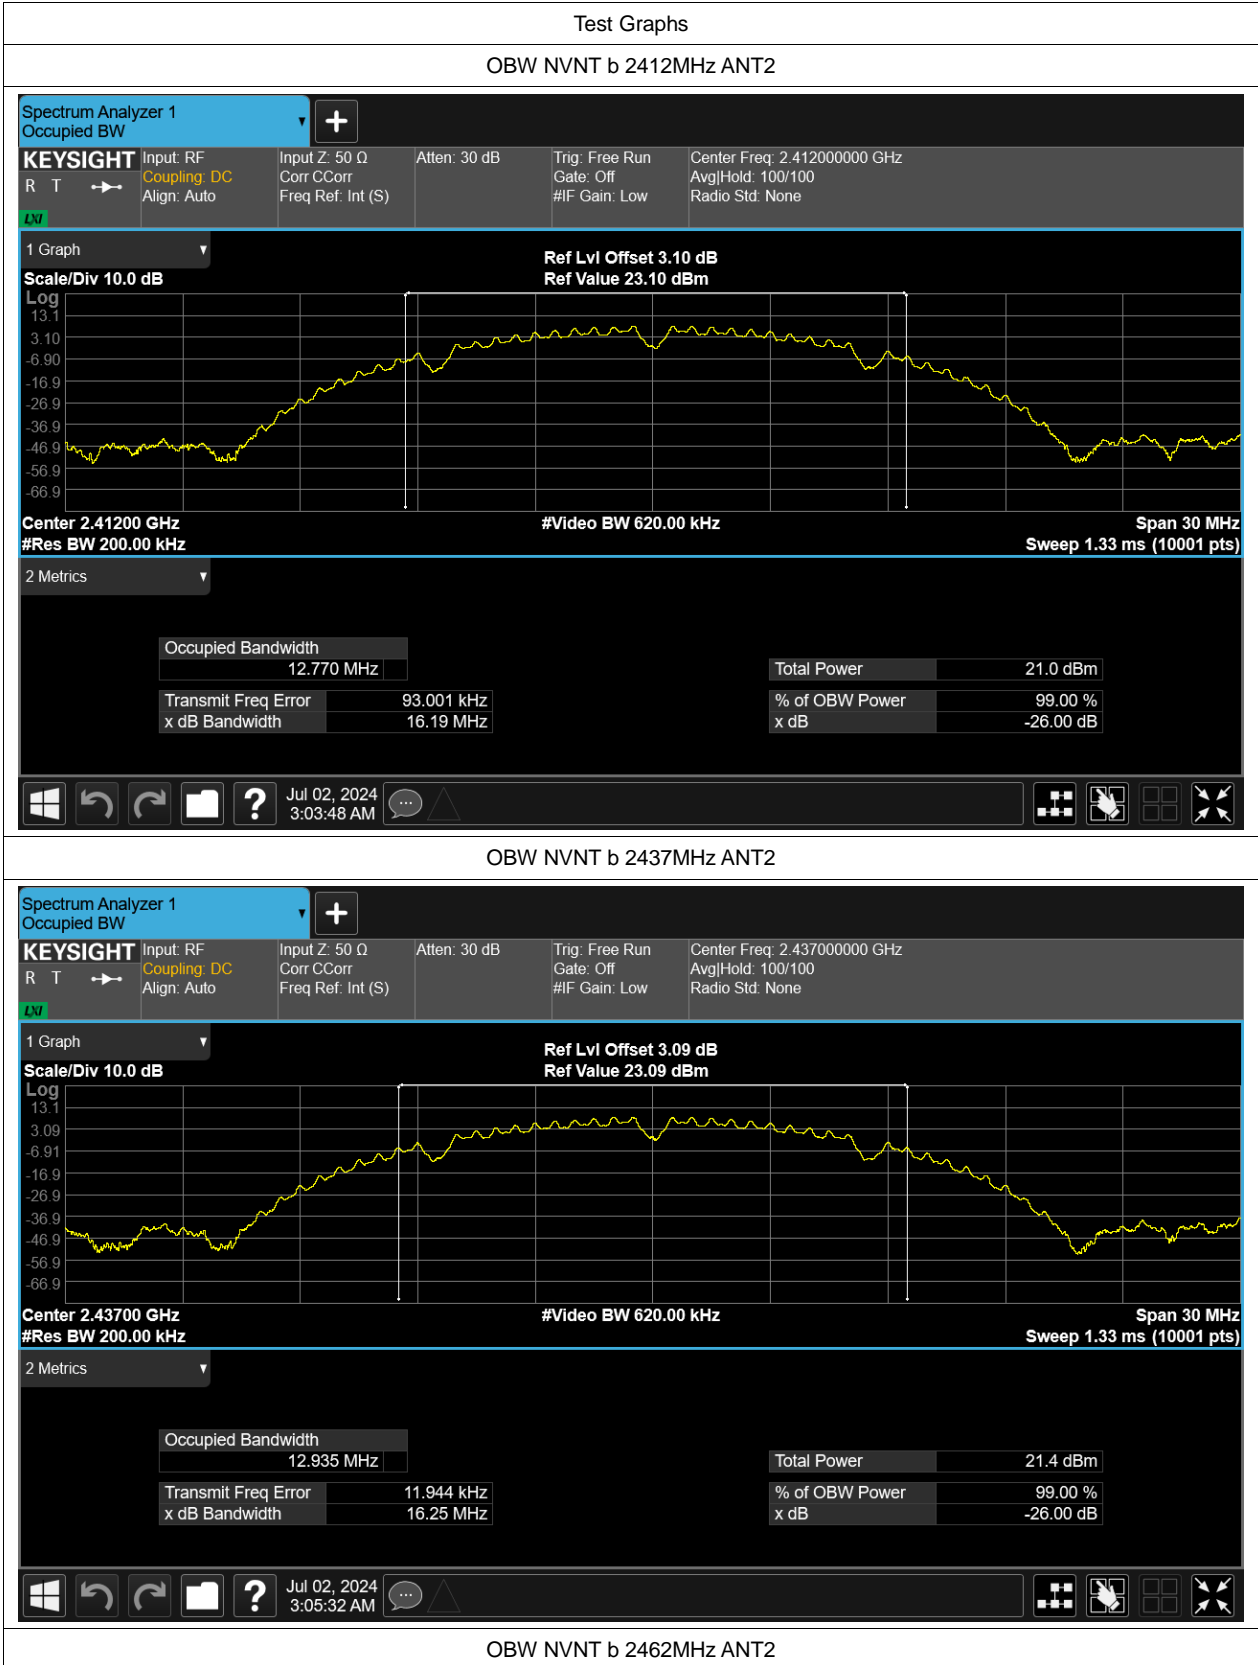 Test Graphs
OBW NVNT b 2412MHz ANT2
Spectrum Analyzer 1
Occupied BW
KEYSIGHT
R T
LXI
Input: RF
Coupling: DC
Align: Auto
Input Z: 50 Ω
Corr CCorr
Freq Ref: Int (S)
Atten: 30 dB
Trig: Free Run
Gate: Off
#IF Gain: Low
Center Freq: 2.412000000 GHz
Avg|Hold: 100/100
Radio Std: None
1 Graph
Scale/Div 10.0 dB
Ref Lvl Offset 3.10 dB
Ref Value 23.10 dBm
Log
13.1
3.10
-6.90
-16.9
-26.9
-36.9
-46.9
-56.9
-66.9
Center 2.41200 GHz
#Res BW 200.00 kHz
#Video BW 620.00 kHz
Span 30 MHz
Sweep 1.33 ms (10001 pts)
2 Metrics
Occupied Bandwidth
12.770 MHz
Transmit Freq Error 93.001 kHz
x dB Bandwidth 16.19 MHz
Total Power 21.0 dBm
% of OBW Power 99.00 %
x dB -26.00 dB
?
Jul 02, 2024
3:03:48 AM
OBW NVNT b 2437MHz ANT2
Spectrum Analyzer 1
Occupied BW
KEYSIGHT
R T
LXI
Input: RF
Coupling: DC
Align: Auto
Input Z: 50 Ω
Corr CCorr
Freq Ref: Int (S)
Atten: 30 dB
Trig: Free Run
Gate: Off
#IF Gain: Low
Center Freq: 2.437000000 GHz
Avg|Hold: 100/100
Radio Std: None
1 Graph
Scale/Div 10.0 dB
Ref Lvl Offset 3.09 dB
Ref Value 23.09 dBm
Log
13.1
3.09
-6.91
-16.9
-26.9
-36.9
-46.9
-56.9
-66.9
Center 2.43700 GHz
#Res BW 200.00 kHz
#Video BW 620.00 kHz
Span 30 MHz
Sweep 1.33 ms (10001 pts)
2 Metrics
Occupied Bandwidth
12.935 MHz
Transmit Freq Error 11.944 kHz
x dB Bandwidth 16.25 MHz
Total Power 21.4 dBm
% of OBW Power 99.00 %
x dB -26.00 dB
?
Jul 02, 2024
3:05:32 AM
OBW NVNT b 2462MHz ANT2